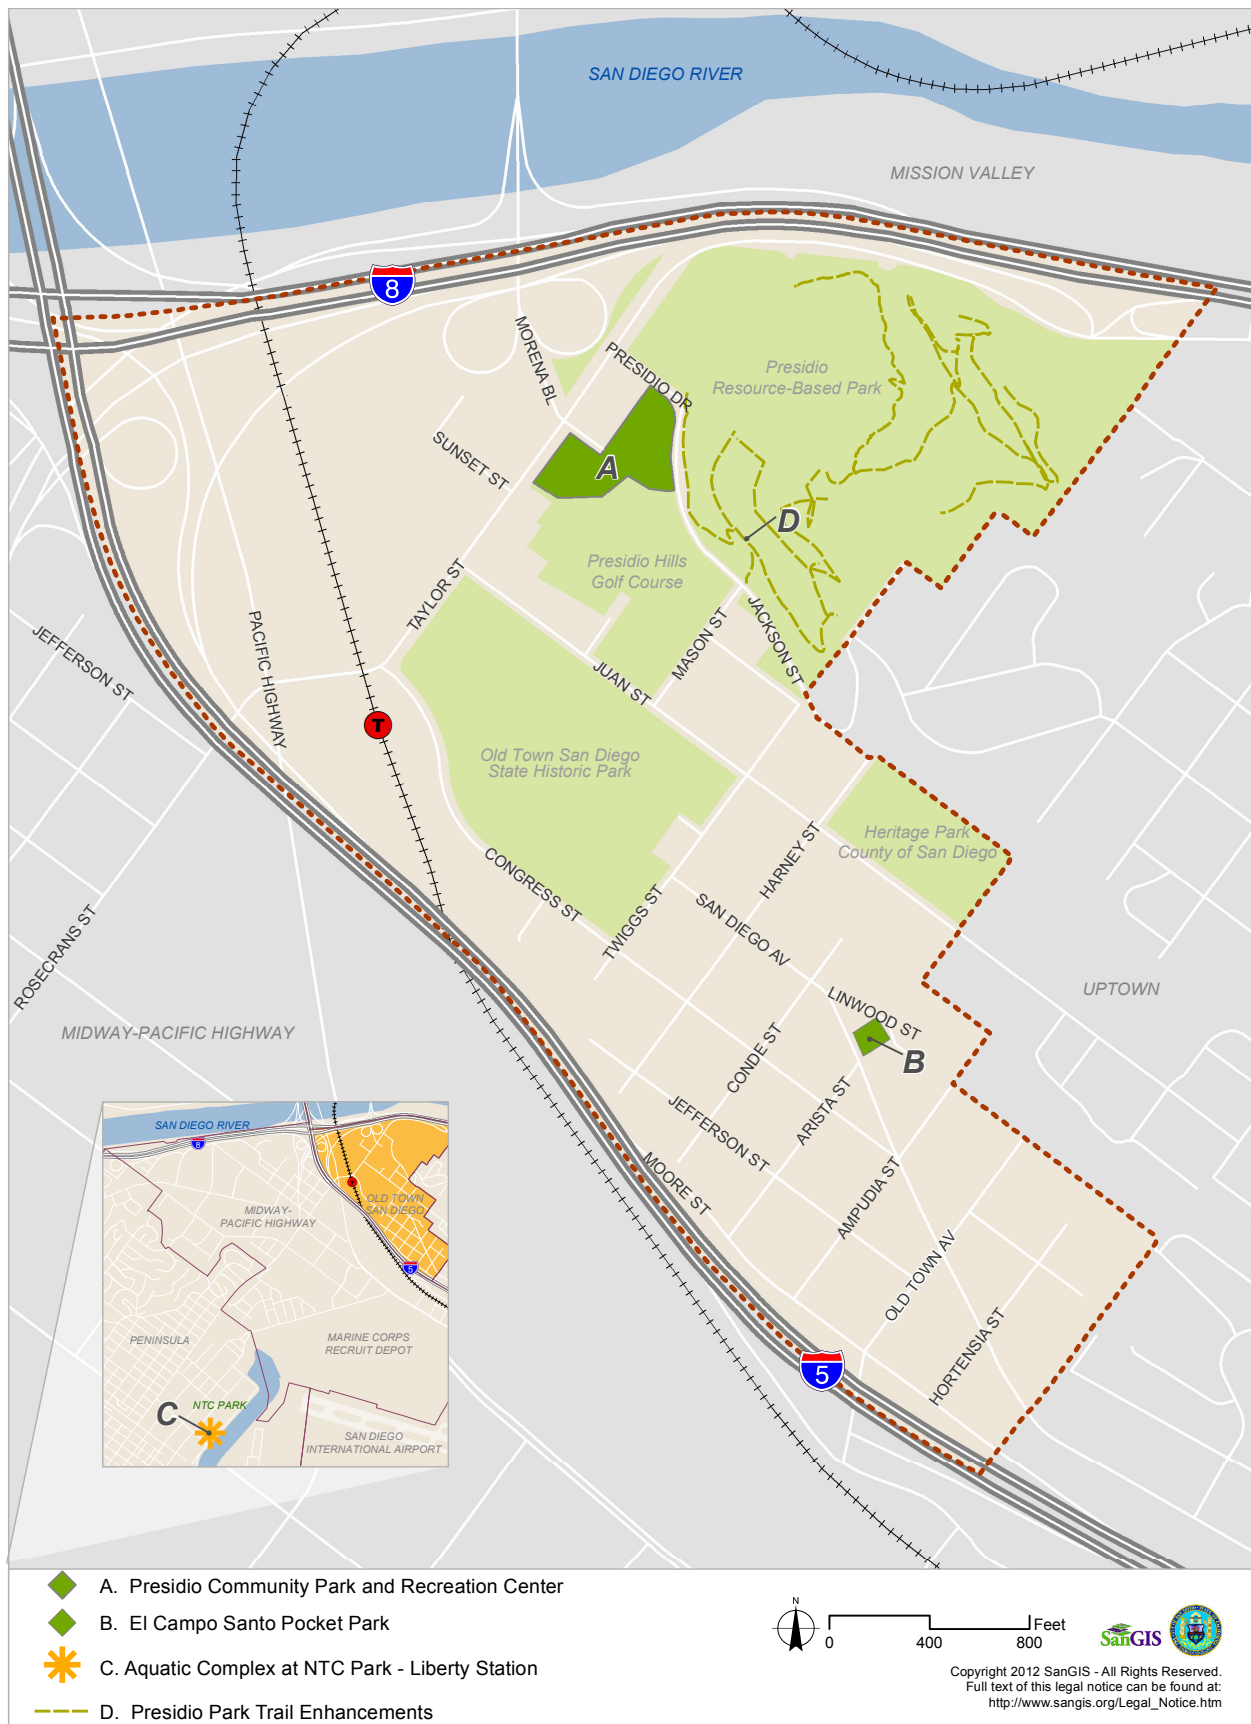 SAN DIEGO RIVER
MISSION VALLEY
8
MORENA BL
PRESIDIO DR
Presidio
Resource-Based Park
SUNSET ST
A
D
Presidio Hills
Golf Course
TAYLOR ST
PACIFIC HIGHWAY
JEFFERSON ST
MASON ST
JACKSON ST
JUAN ST
T
Old Town San Diego
State Historic Park
HARNEY ST
Heritage Park
County of San Diego
CONGRESS ST
TWIGGS ST
SAN DIEGO AV
ROSECRANS ST
LINWOOD ST
UPTOWN
MIDWAY-PACIFIC HIGHWAY
CONDE ST
B
ARISTA ST
JEFFERSON ST
MOORE ST
AMPUDIA ST
OLD TOWN AV
HORTENSIA ST
5
SAN DIEGO RIVER
8
OLD TOWN
SAN DIEGO
MIDWAY-
PACIFIC HIGHWAY
5
PENINSULA
MARINE CORPS
RECRUIT DEPOT
NTC PARK
C
SAN DIEGO
INTERNATIONAL AIRPORT
A. Presidio Community Park and Recreation Center
B. El Campo Santo Pocket Park
C. Aquatic Complex at NTC Park - Liberty Station
D. Presidio Park Trail Enhancements
N
Feet
0 400 800
SanGIS
Copyright 2012 SanGIS - All Rights Reserved.
Full text of this legal notice can be found at:
http://www.sangis.org/Legal_Notice.htm